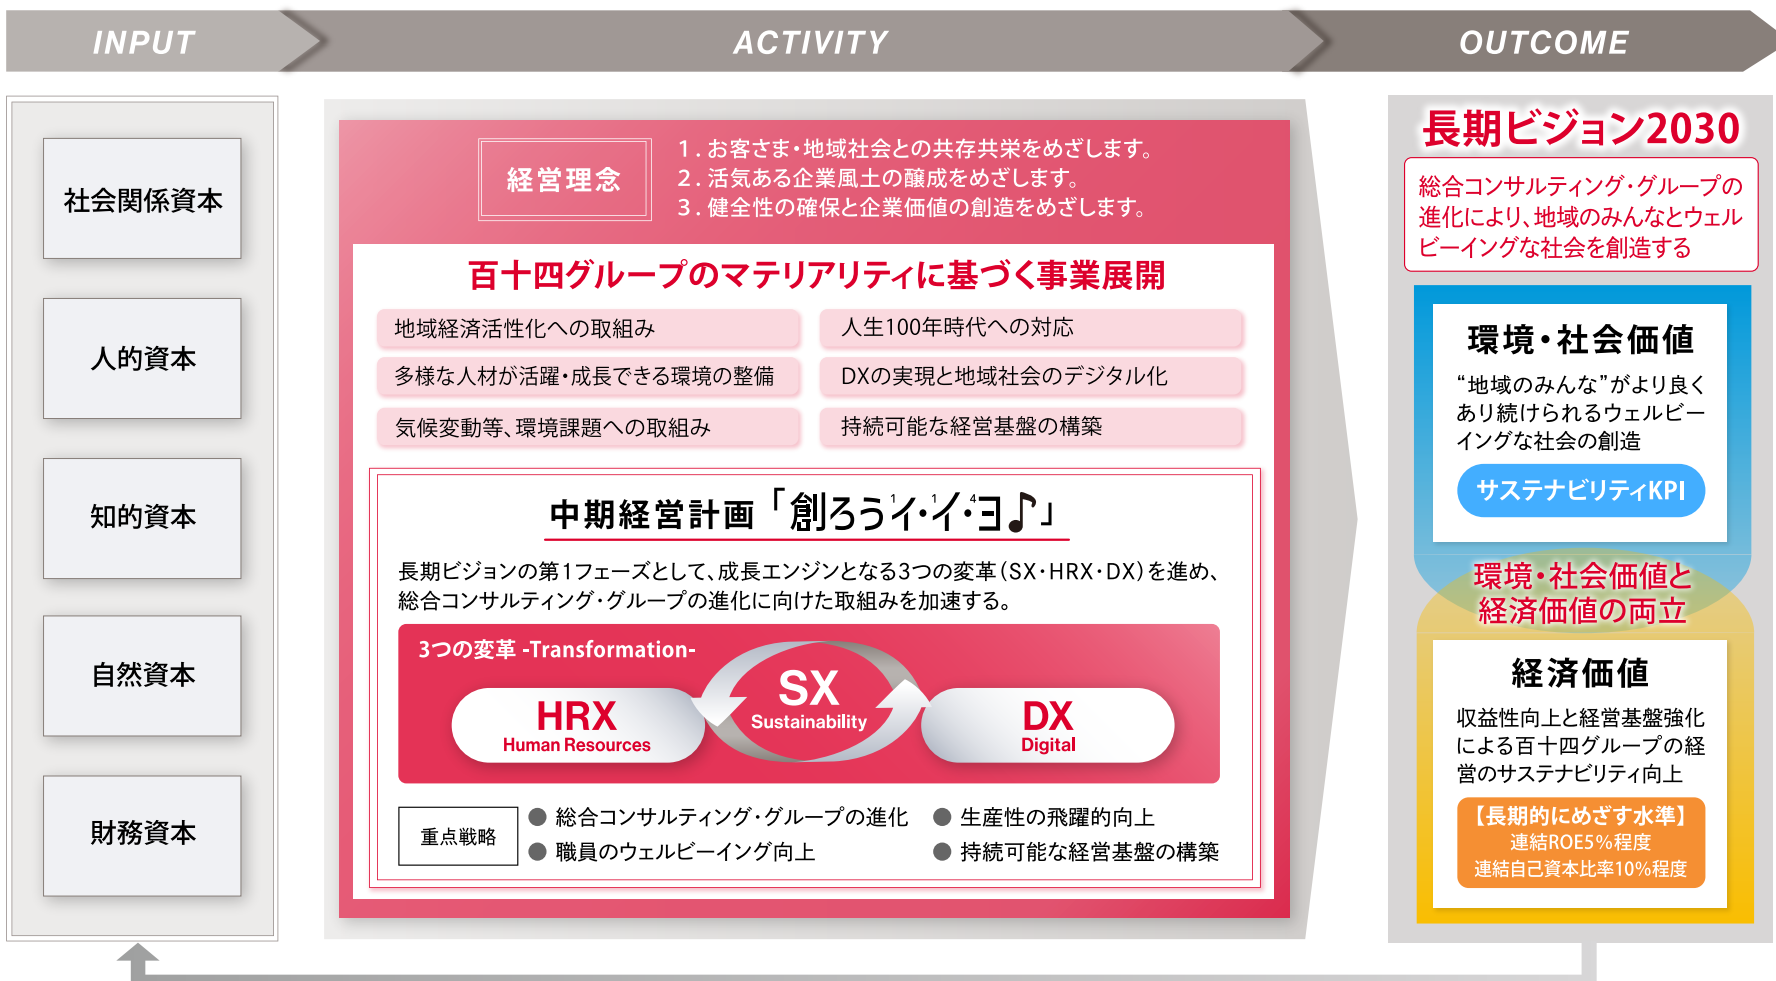 INPUT
ACTIVITY
OUTCOME
社会関係資本
人的資本
知的資本
自然資本
財務資本
経営理念
1.お客さま・地域社会との共存共栄をめざします。
2.活気ある企業風土の醸成をめざします。
3.健全性の確保と企業価値の創造をめざします。
百十四グループのマテリアリティに基づく事業展開
地域経済活性化への取組み
人生100年時代への対応
多様な人材が活躍・成長できる環境の整備
DXの実現と地域社会のデジタル化
気候変動等、環境課題への取組み
持続可能な経営基盤の構築
中期経営計画「創ろうイ・イ・ヨ♪」
1 1 4
長期ビジョンの第1フェーズとして、成長エンジンとなる3つの変革(SX・HRX・DX)を進め、
総合コンサルティング・グループの進化に向けた取組みを加速する。
3つの変革 -Transformation-
HRX
Human Resources
SX
Sustainability
DX
Digital
重点戦略
●総合コンサルティング・グループの進化
●生産性の飛躍的向上
●職員のウェルビーイング向上
●持続可能な経営基盤の構築
長期ビジョン2030
総合コンサルティング・グループの
進化により、地域のみんなとウェル
ビーイングな社会を創造する
環境・社会価値
“地域のみんな”がより良く
あり続けられるウェルビー
イングな社会の創造
サステナビリティKPI
環境・社会価値と
経済価値の両立
経済価値
収益性向上と経営基盤強化
による百十四グループの経
営のサステナビリティ向上
【長期的にめざす水準】
連結ROE5%程度
連結自己資本比率10%程度